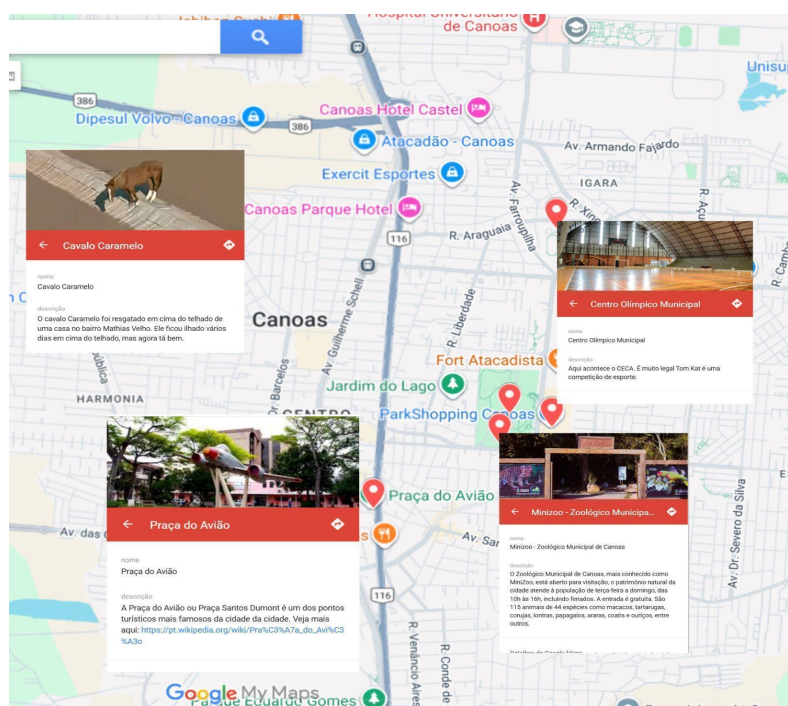 Hospital Universitário
de Canoas
Unisu
386
Dipesul Volvo - Canoas
386
Canoas Hotel Castel
Atacadão - Canoas
Av. Armando Fajardo
Exercit Esportes
IGARA
Av. Farroupilha
Canoas Parque Hotel
116
R. Araguaia
Cavalo Caramelo
nome
Cavalo Caramelo
descrição
O cavalo Caramelo foi resgatado em cima do telhado de
uma casa no bairro Mathias Velho. Ele ficou ilhado vários
dias em cima do telhado, mas agora tá bem.
Centro Olímpico Municipal
nome
Centro Olímpico Municipal
descrição
Aqui acontece o CECA. É muito legal Tom Kat é uma
competição de esporte.
Canoas
Av. Guilherme Schell
R. Liberdade
Fort Atacadista
Jardim do Lago
HARMONIA
CENTRO
ParkShopping Canoas
Praça do Avião
nome
Praça do Avião
descrição
A Praça do Avião ou Praça Santos Dumont é um dos pontos
turísticos mais famosos da cidade da cidade. Veja mais
aqui: https://pt.wikipedia.org/wiki/Pra%C3%A7a_do_Avi%C3
%A3o
Praça do Avião
116
Minizoo - Zoológico Municipa...
nome
Minizoo - Zoológico Municipal de Canoas
descrição
O Zoológico Municipal de Canoas, mais conhecido como
MiniZoo, está aberto para visitação, o patrimônio natural da
cidade atende à população de terça-feira a domingo, das
10h às 16h, incluindo feriados. A entrada é gratuita. São
115 animais de 44 espécies como macacos, tartarugas,
corujas, lontras, papagaios, araras, coatis e ouriços, entre
outros.
Av. Dr. Severo da Silva
R. Venâncio Aires
R. Conde de
Google My Maps
Parque Eduardo Gomes